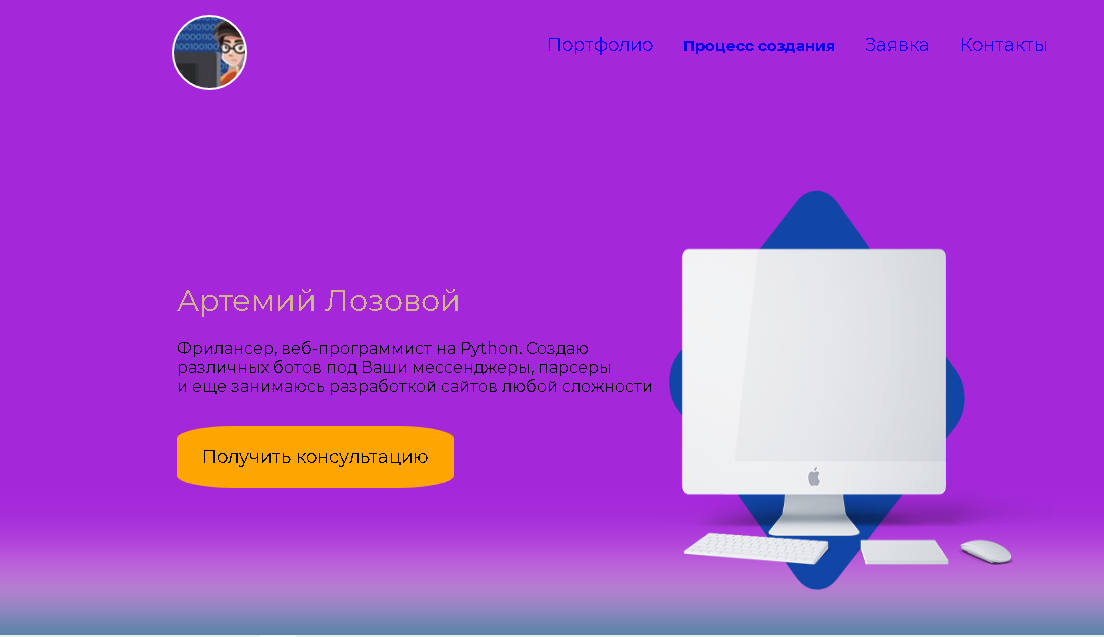 Портфолио Процесс создания Заявка Контакты
Артемий Лозовой
Фрилансер, веб-программист на Python. Создаю
различных ботов под Ваши мессенджеры, парсеры
и еще занимаюсь разработкой сайтов любой сложности
Получить консультацию